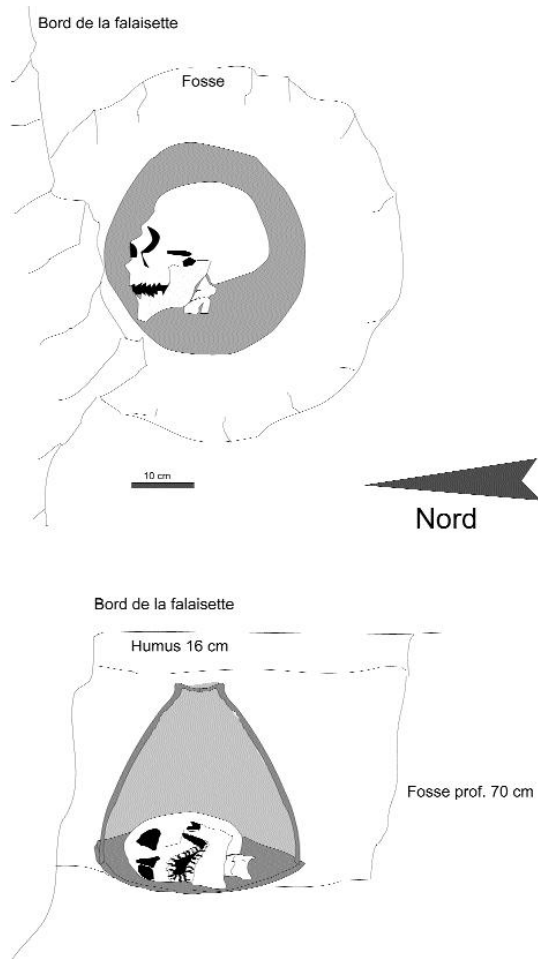 Bord de la falaisette
Fosse
10 cm
Nord
Bord de la falaisette
Humus 16 cm
Fosse prof. 70 cm